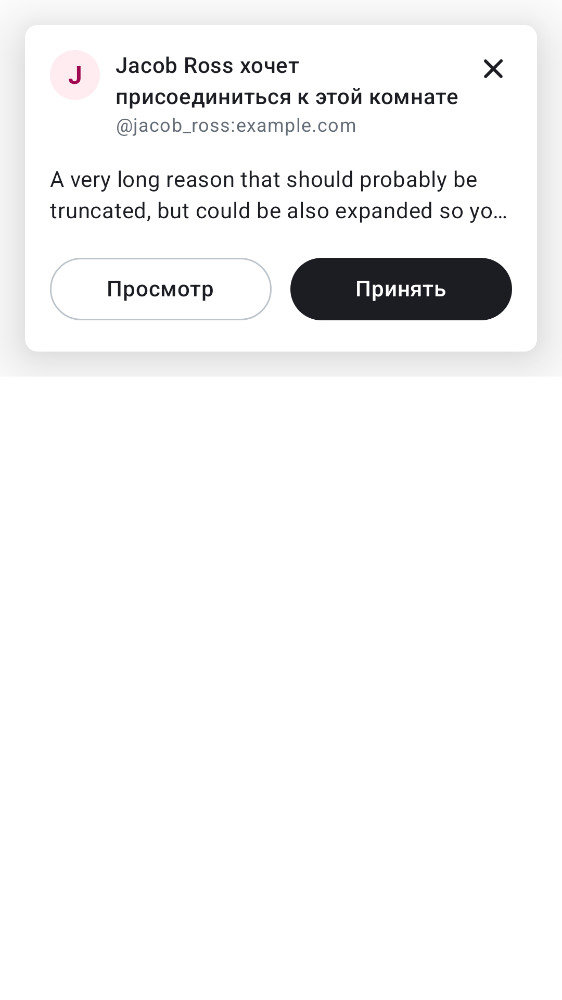 J
Jacob Ross хочет
присоединиться к этой комнате
@jacob_ross:example.com
A very long reason that should probably be
truncated, but could be also expanded so yo…
Просмотр
Принять